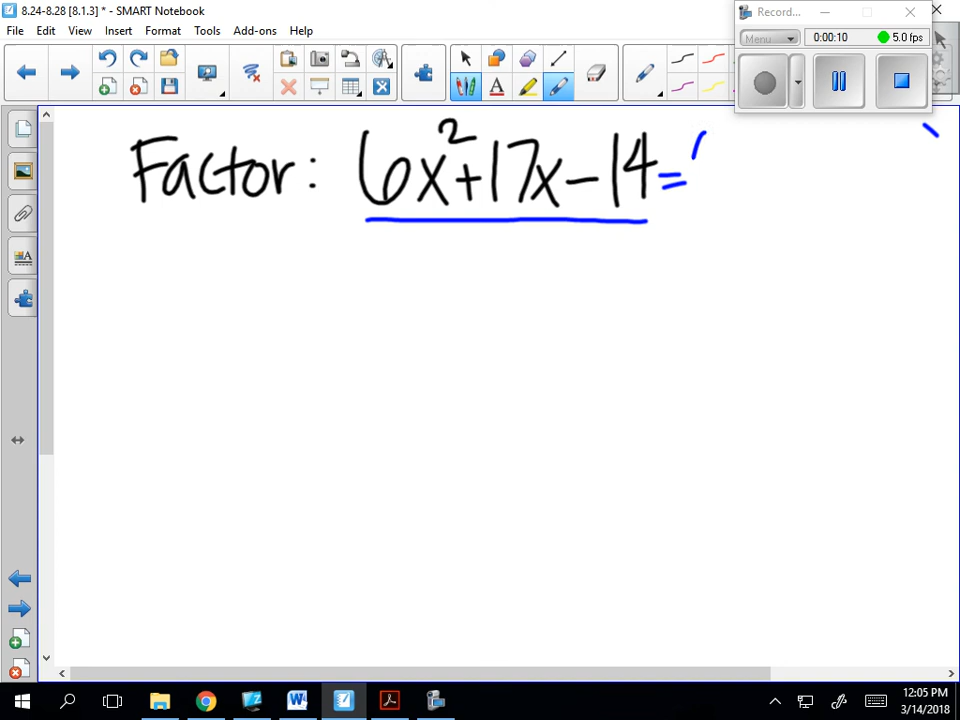 8.24-8.28 [8.1.3] * - SMART Notebook
Record...
File Edit View Insert Format Tools Add-ons Help
Menu 0:00:10 5.0 fps
Factor: 6x²+17x-14=(
12:05 PM
3/14/2018